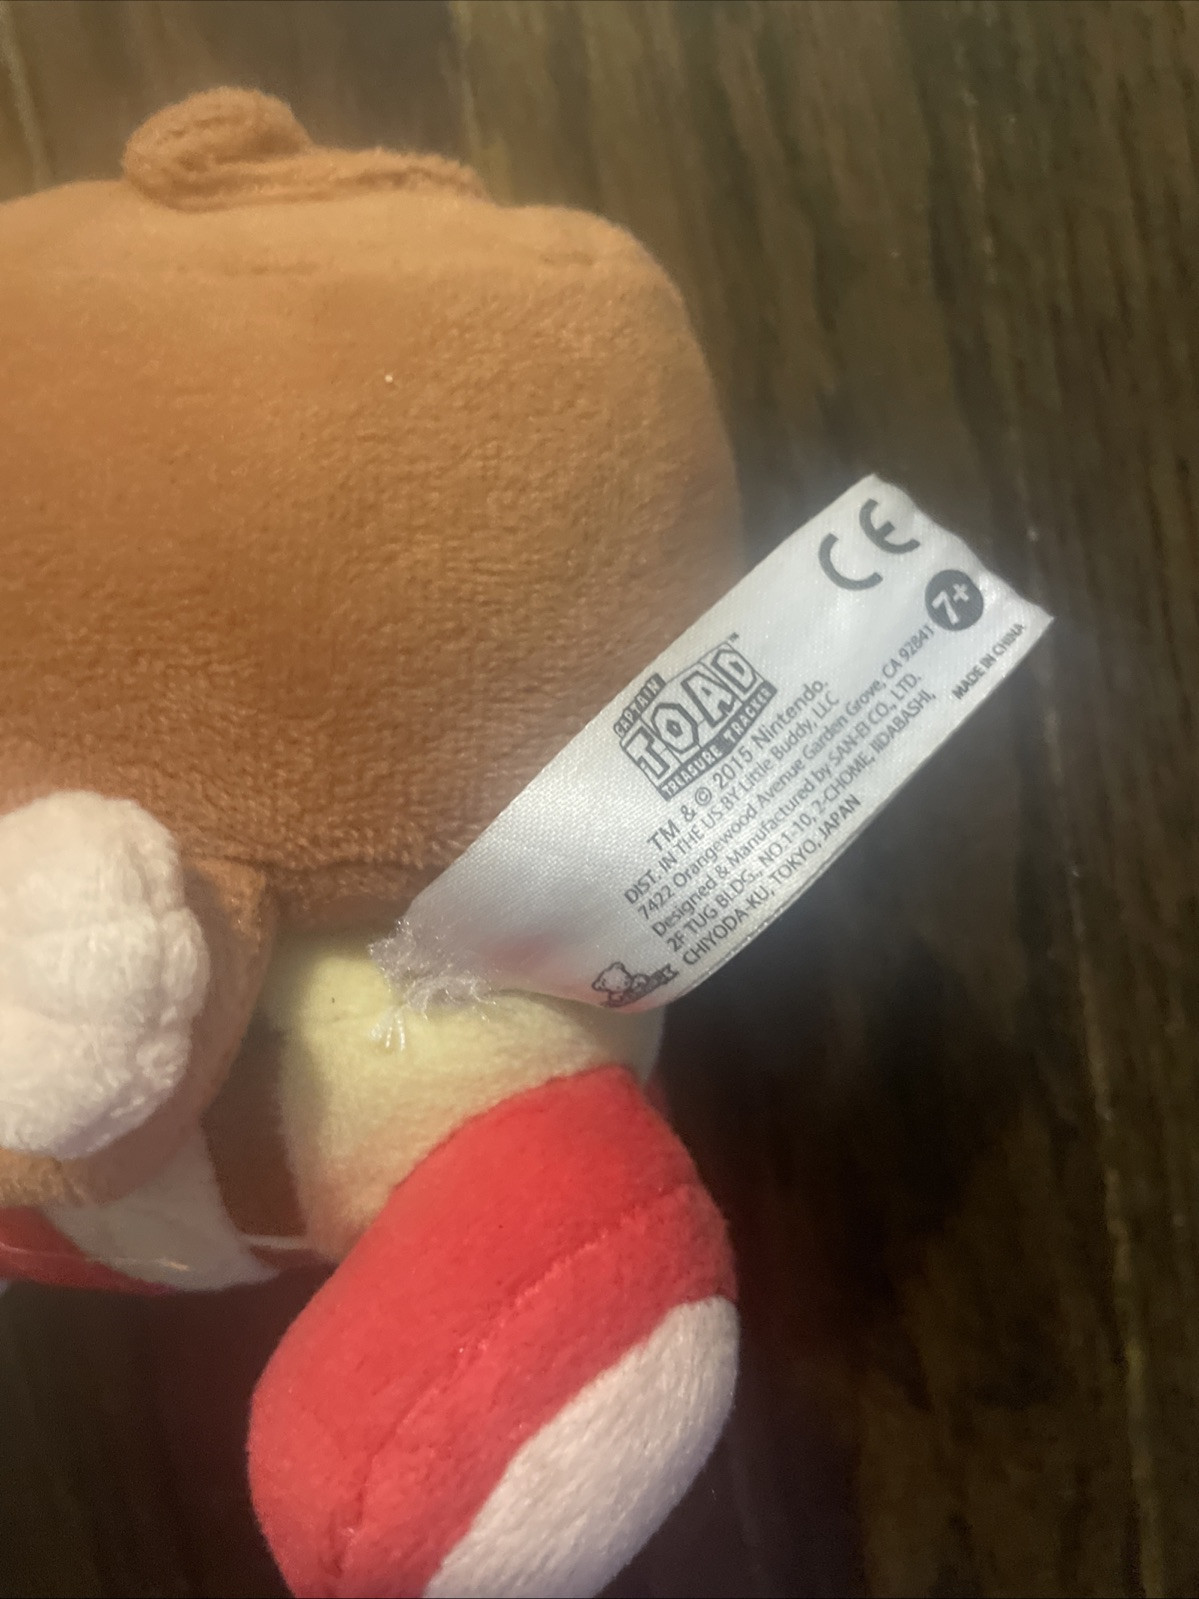 CE
7+
CAPTAIN
TOAD™
TREASURE TRACKER
TM & © 2015 Nintendo.
DIST. IN THE US BY Little Buddy, LLC
7422 Orangewood Avenue Garden Grove, CA 92841
Designed & Manufactured by SAN-EI CO., LTD.
2F TUG BLDG., NO.1-10, 2-CHOME, IIDABASHI,
CHIYODA-KU, TOKYO, JAPAN
MADE IN CHINA